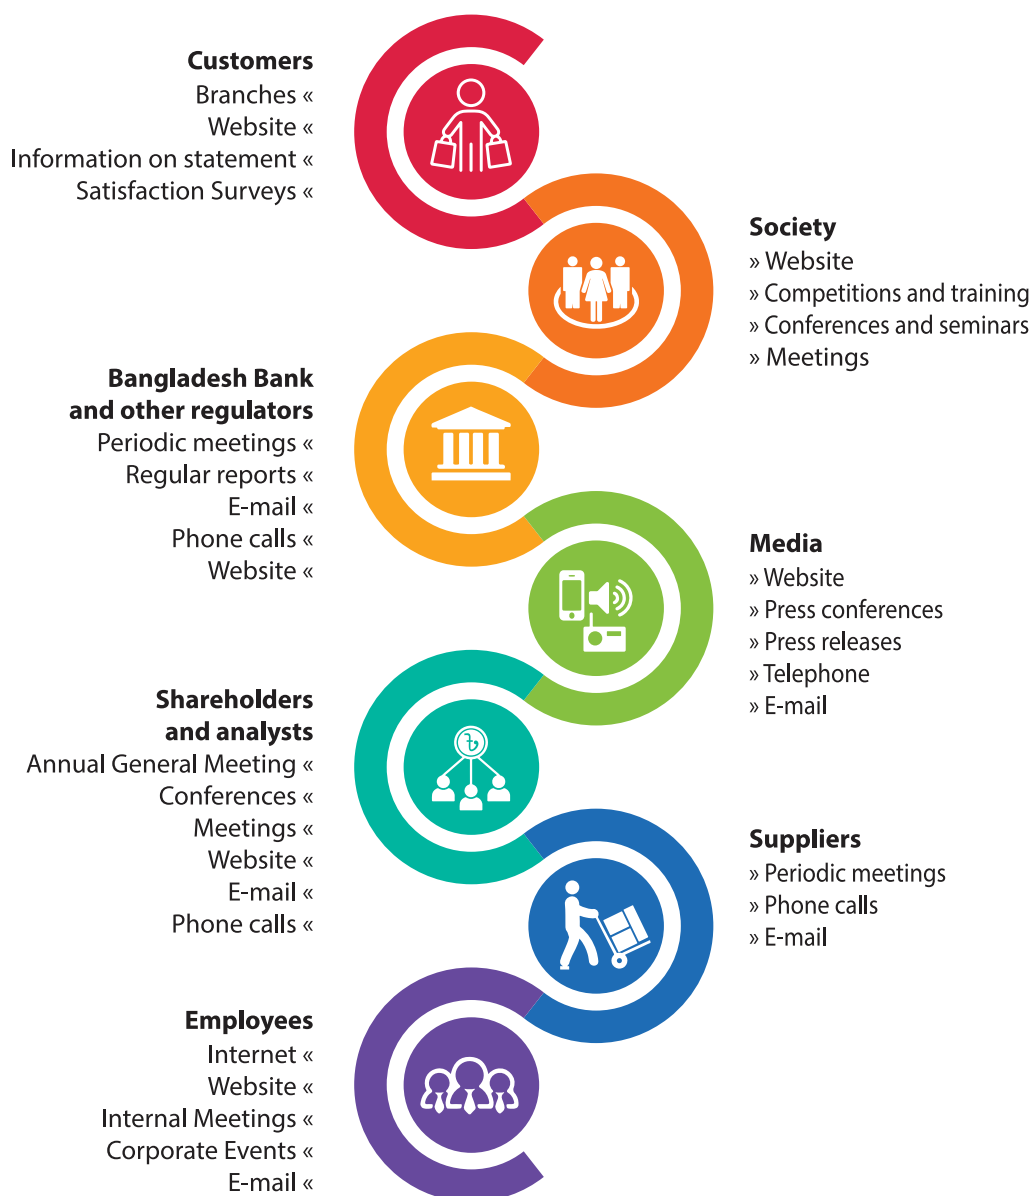 Customers
Branches «
Website «
Information on statement «
Satisfaction Surveys «
Society
» Website
» Competitions and training
» Conferences and seminars
» Meetings
Bangladesh Bank
and other regulators
Periodic meetings «
Regular reports «
E-mail «
Phone calls «
Website «
Media
» Website
» Press conferences
» Press releases
» Telephone
» E-mail
Shareholders
and analysts
Annual General Meeting «
Conferences «
Meetings «
Website «
E-mail «
Phone calls «
৳
Suppliers
» Periodic meetings
» Phone calls
» E-mail
Employees
Internet «
Website «
Internal Meetings «
Corporate Events «
E-mail «